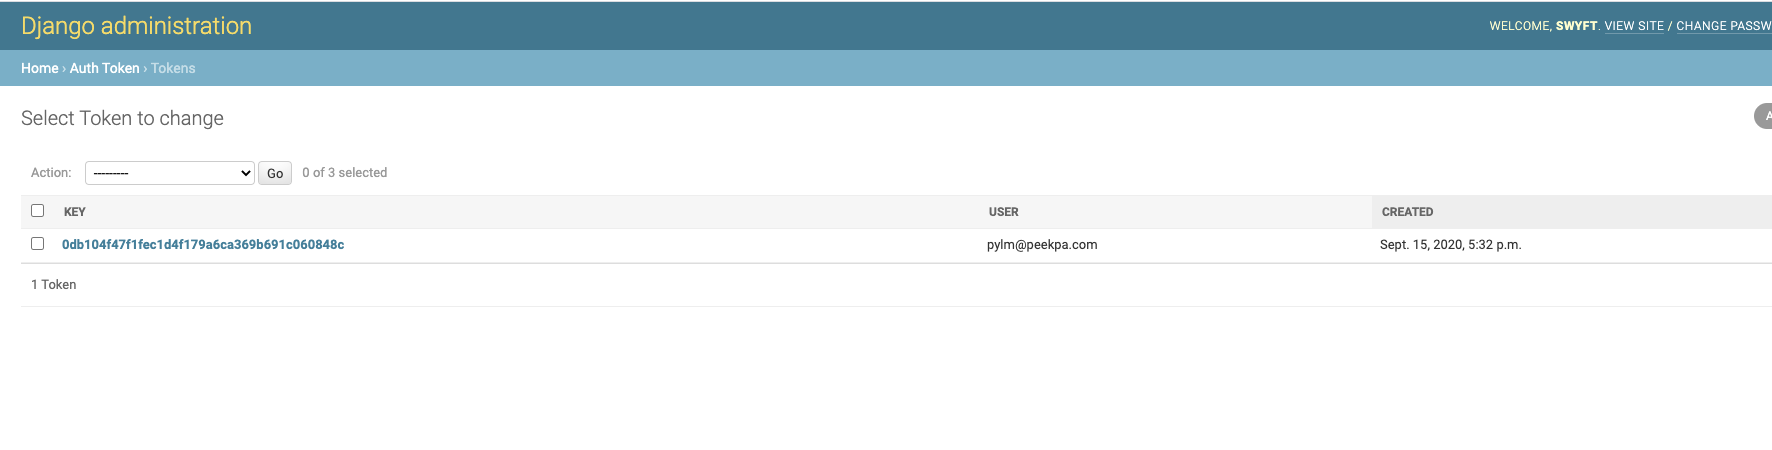 Django administration
WELCOME, SWYFT. VIEW SITE / CHANGE PASSW
Home › Auth Token › Tokens
Select Token to change
A
Action: --------- Go 0 of 3 selected
KEY USER CREATED
0db104f47f1fec1d4f179a6ca369b691c060848c pylm@peekpa.com Sept. 15, 2020, 5:32 p.m.
1 Token